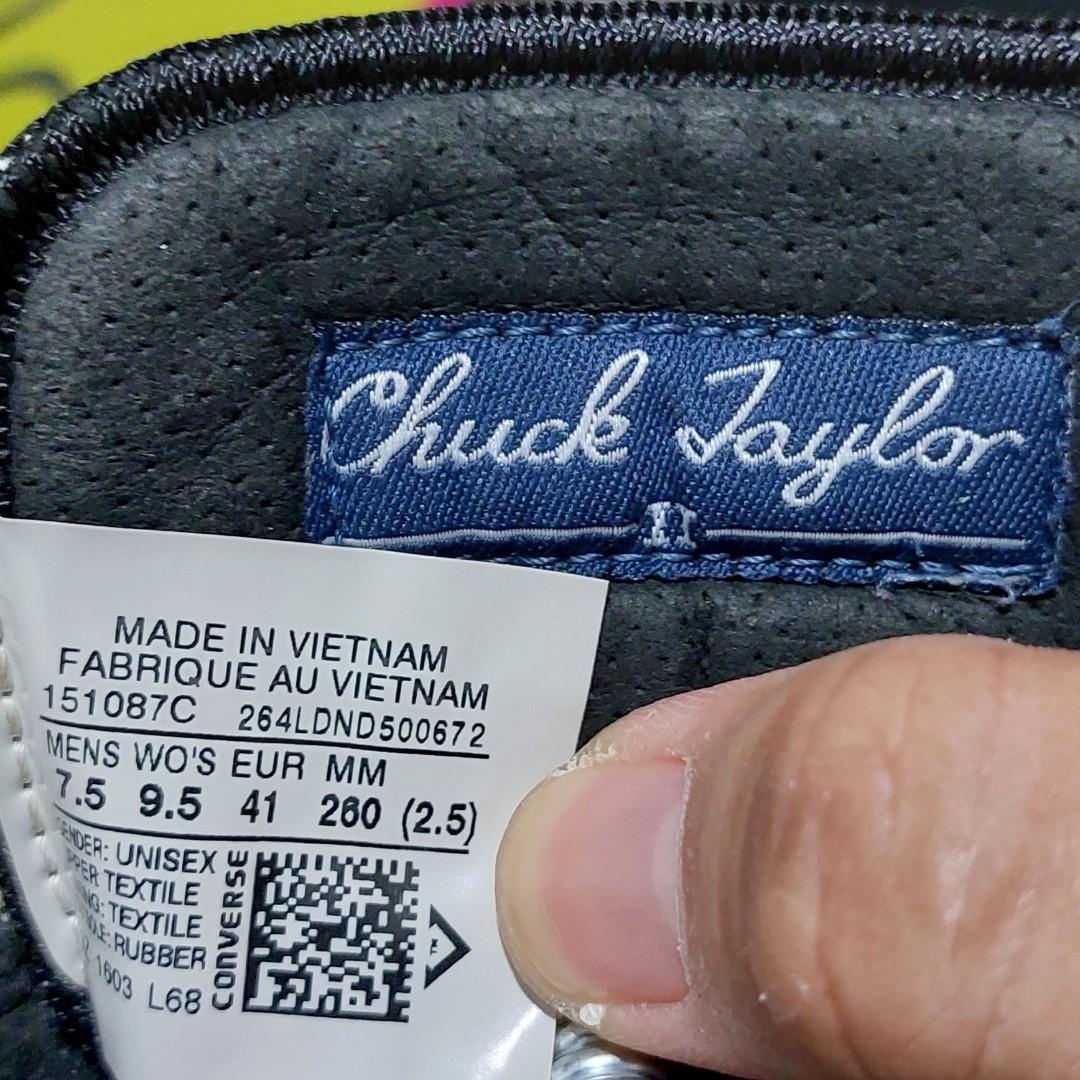 Chuck Taylor
II
MADE IN VIETNAM
FABRIQUE AU VIETNAM
151087C 264LDND500672
MENS WO'S EUR MM
7.5 9.5 41 260 (2.5)
UNISEX
TEXTILE
TEXTILE
RUBBER
1603 L68
CONVERSE